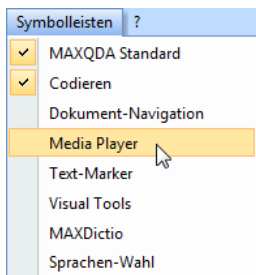 Symbolleisten ?
MAXQDA Standard
Codieren
Dokument-Navigation
Media Player
Text-Marker
Visual Tools
MAXDictio
Sprachen-Wahl